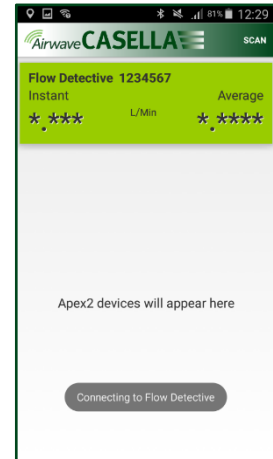 81% 12:29
Airwave CASELLA SCAN
Flow Detective 1234567
Instant Average
*.*** L/Min *.****
Apex2 devices will appear here
Connecting to Flow Detective